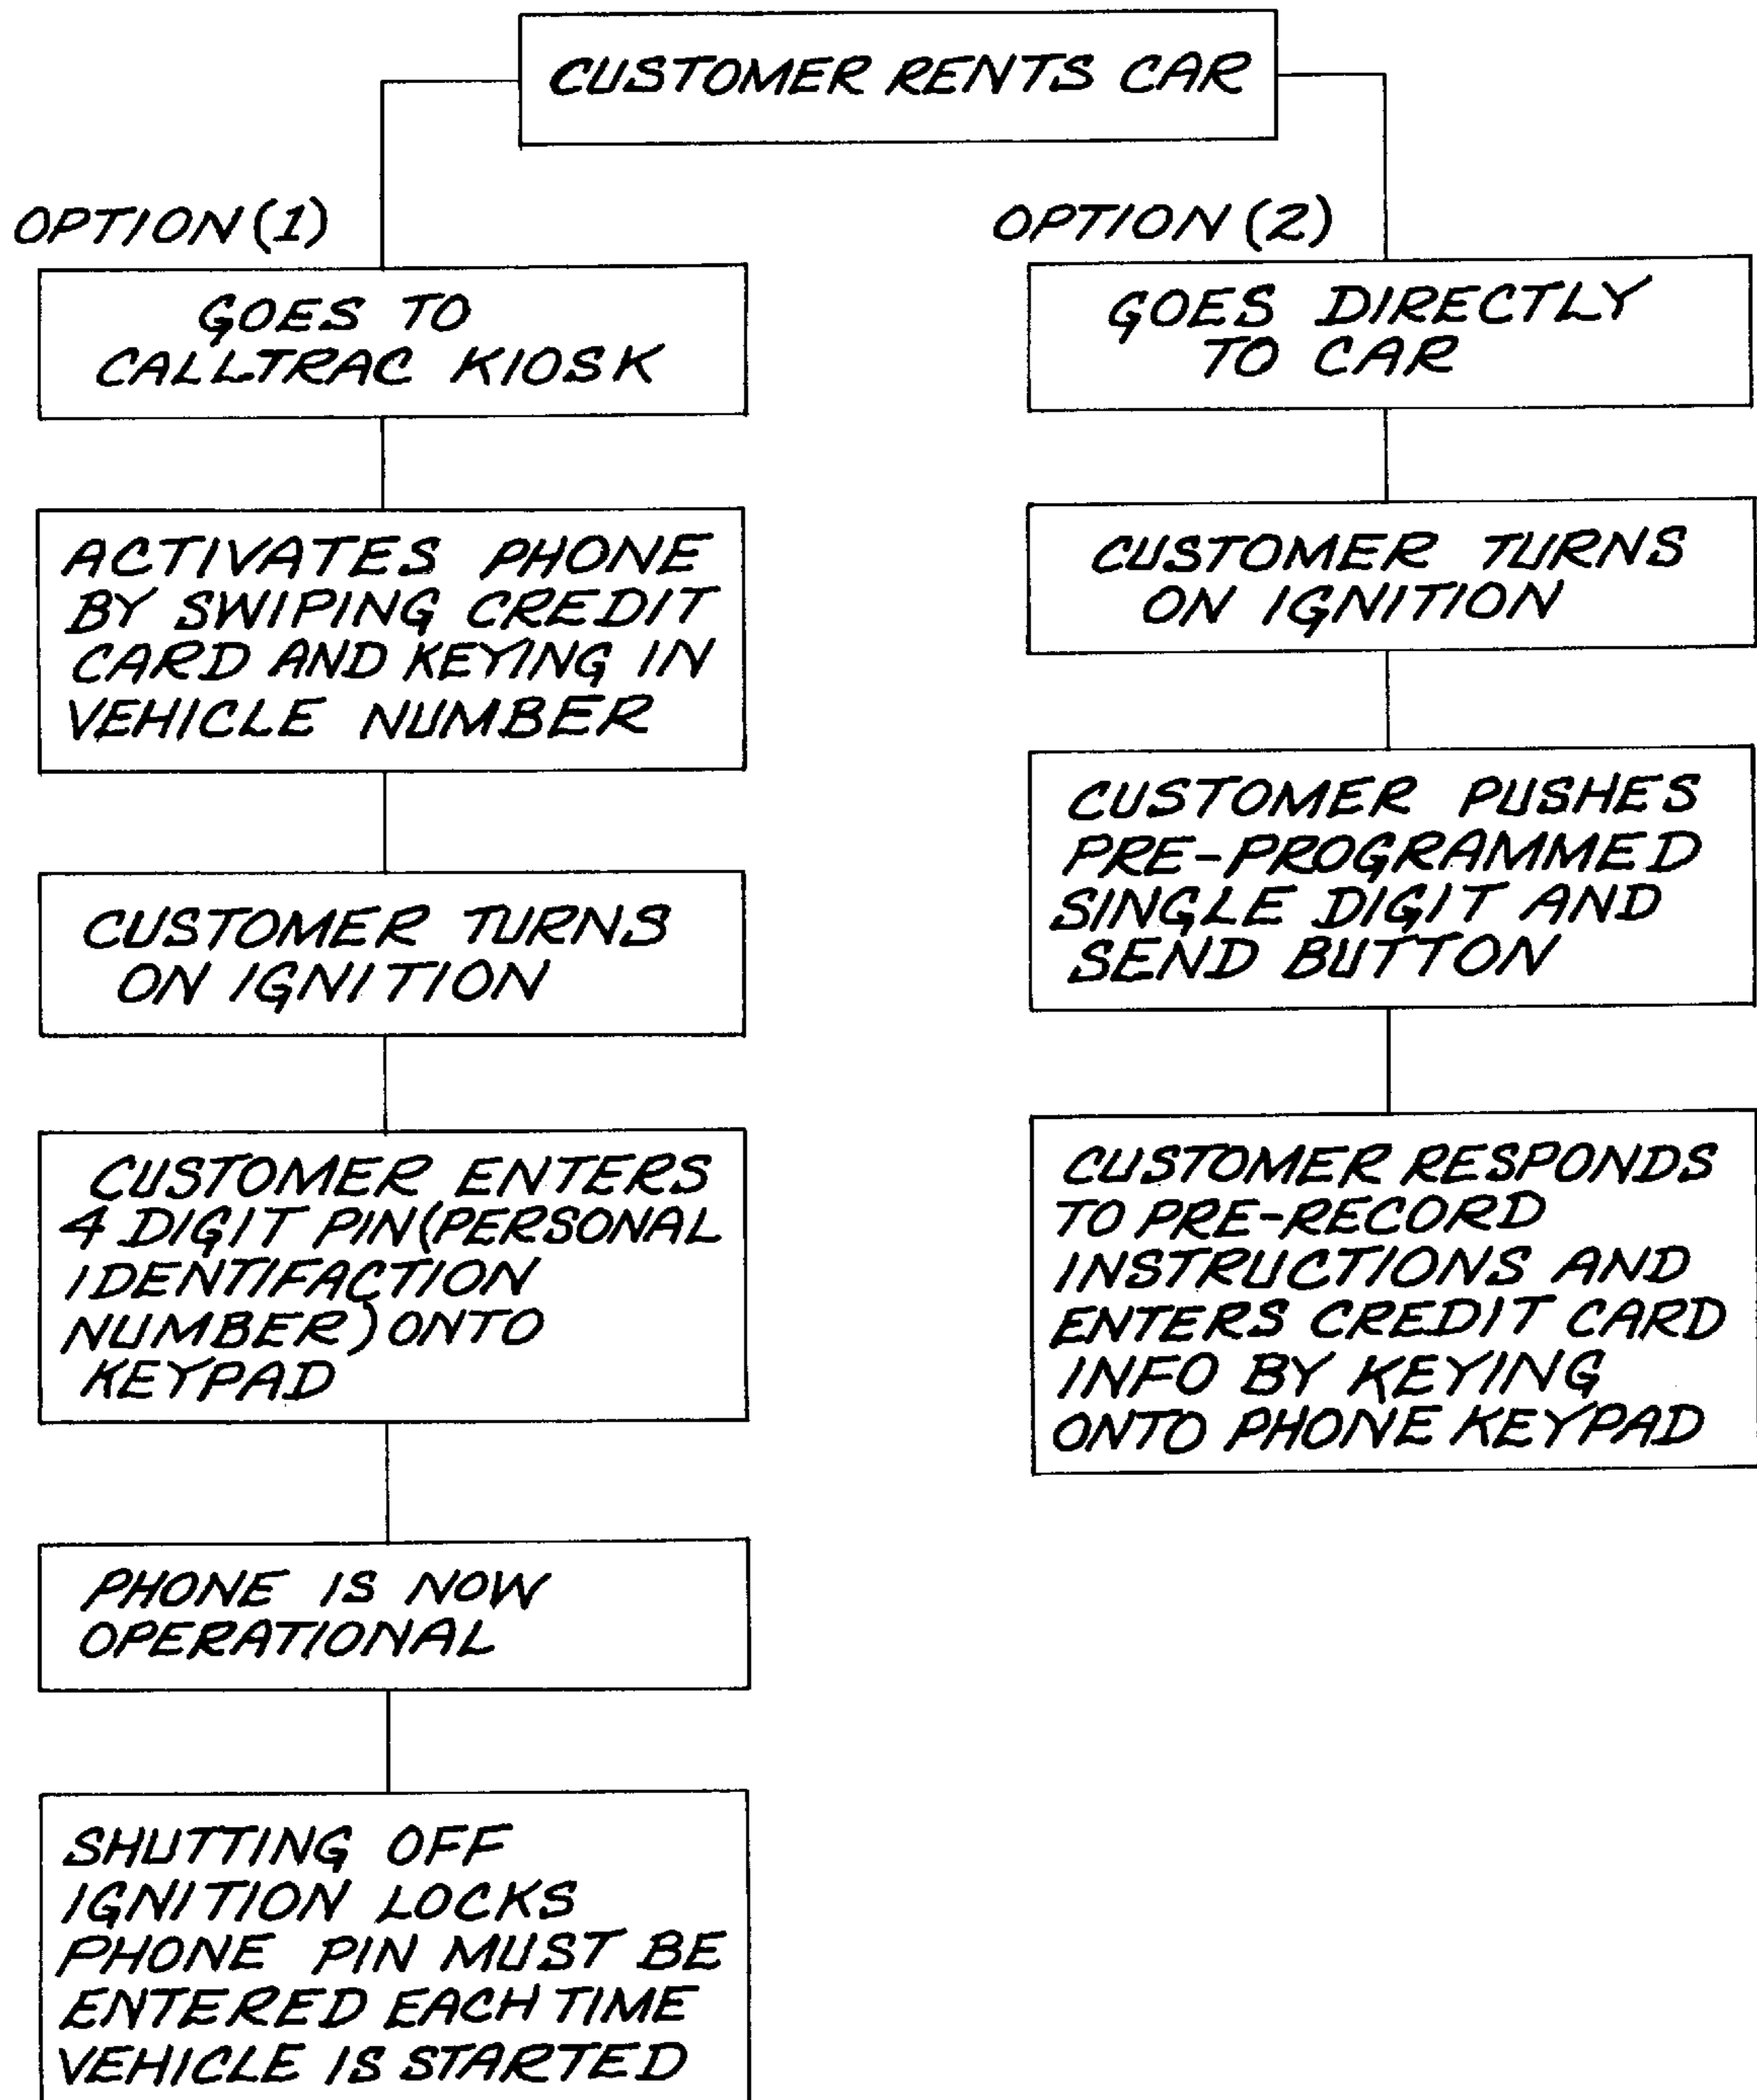 CUSTOMER RENTS CAR
OPTION (1)
GOES TO
CALLTRAC KIOSK
ACTIVATES PHONE
BY SWIPING CREDIT
CARD AND KEYING IN
VEHICLE NUMBER
CUSTOMER TURNS
ON IGNITION
CUSTOMER ENTERS
4 DIGIT PIN (PERSONAL
IDENTIFACTION
NUMBER) ONTO
KEYPAD
PHONE IS NOW
OPERATIONAL
SHUTTING OFF
IGNITION LOCKS
PHONE PIN MUST BE
ENTERED EACH TIME
VEHICLE IS STARTED
OPTION (2)
GOES DIRECTLY
TO CAR
CUSTOMER TURNS
ON IGNITION
CUSTOMER PUSHES
PRE-PROGRAMMED
SINGLE DIGIT AND
SEND BUTTON
CUSTOMER RESPONDS
TO PRE-RECORD
INSTRUCTIONS AND
ENTERS CREDIT CARD
INFO BY KEYING
ONTO PHONE KEYPAD